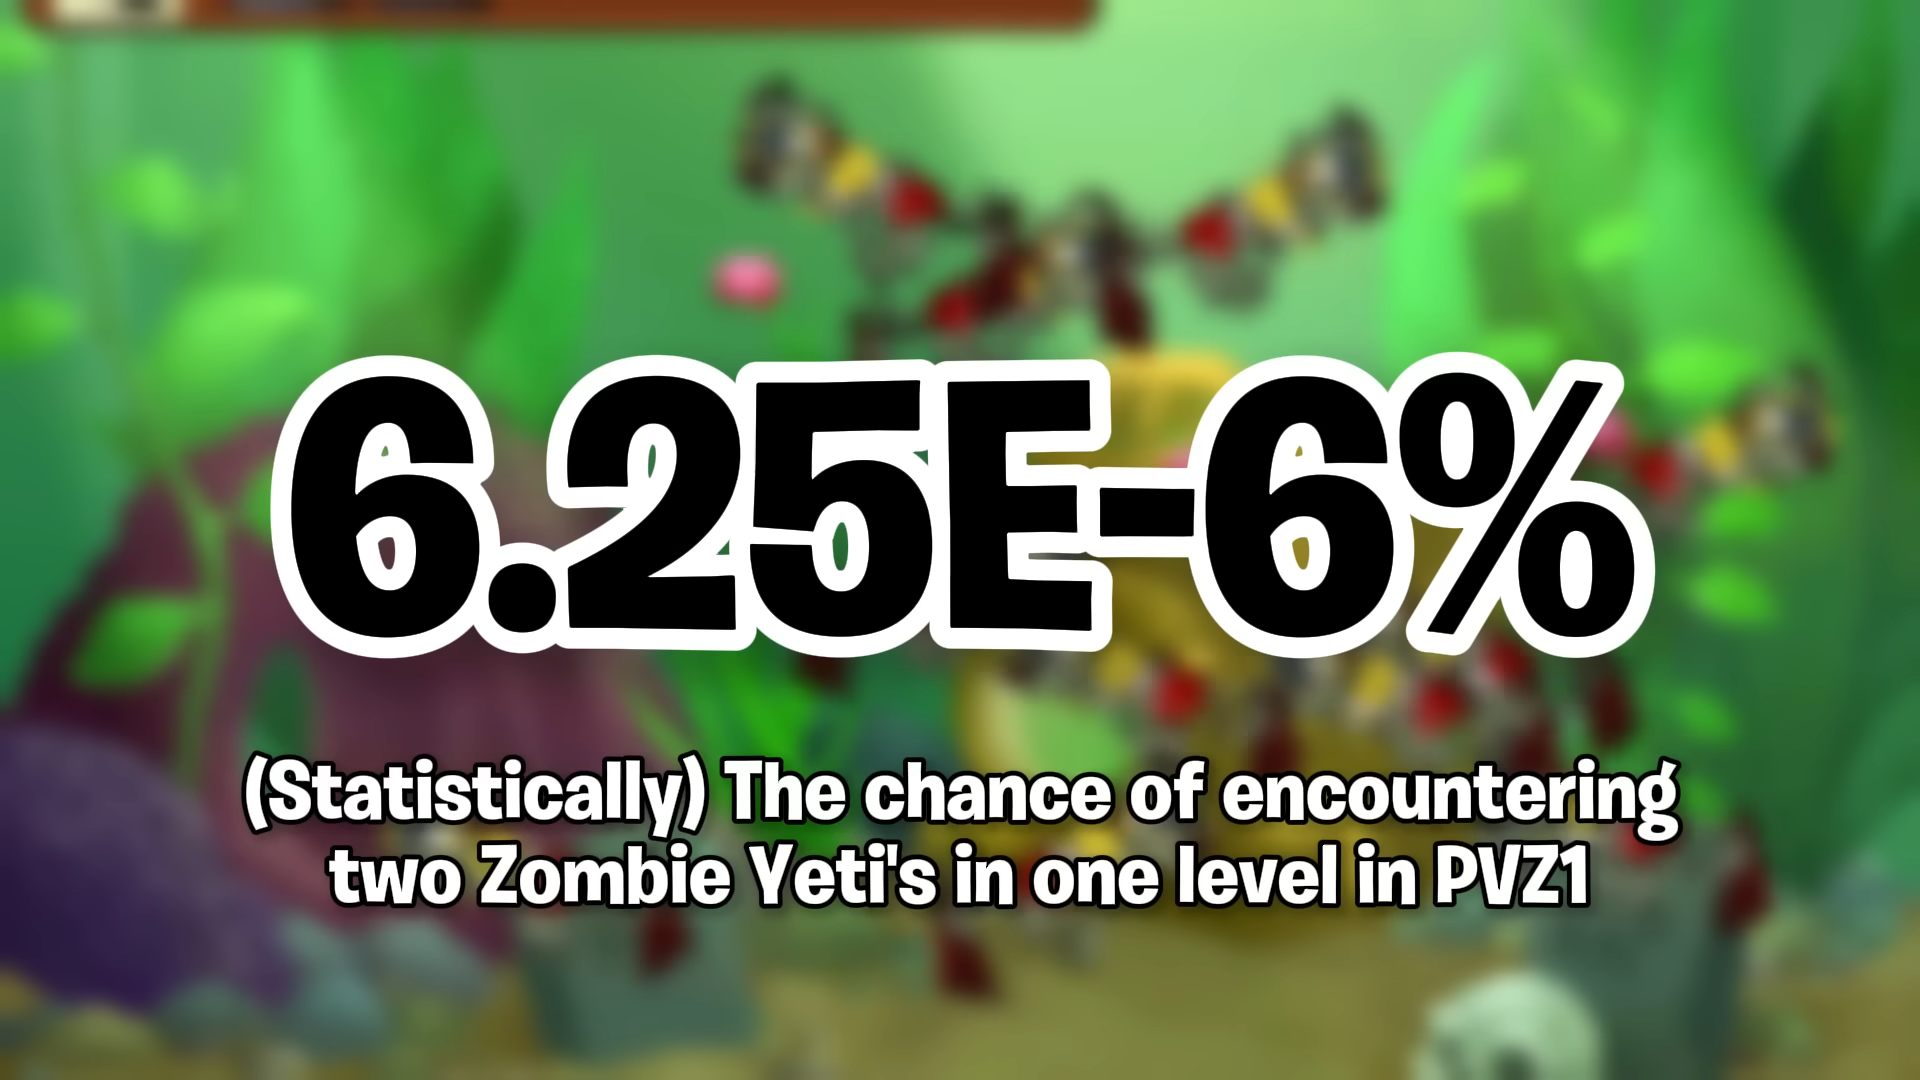 6.25E-6%
(Statistically) The chance of encountering
two Zombie Yeti's in one level in PVZ1